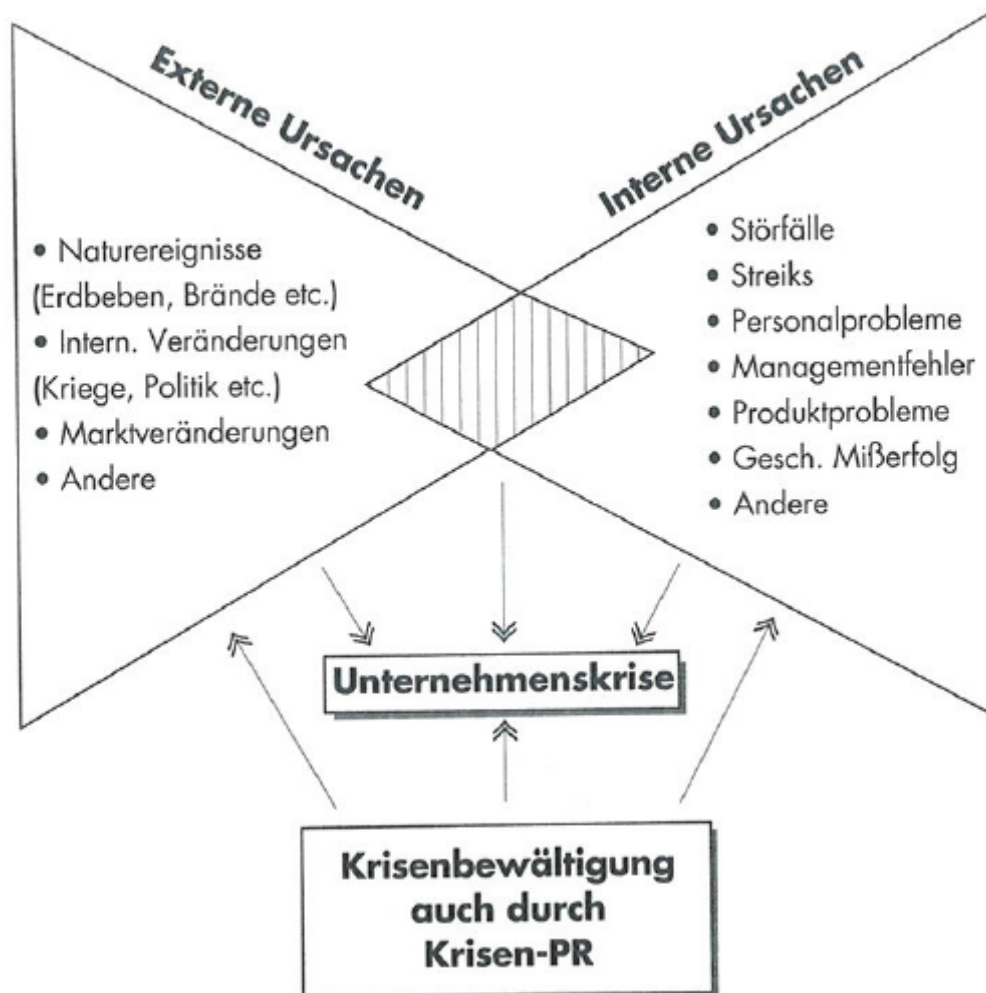 Externe Ursachen
• Naturereignisse
(Erdbeben, Brände etc.)
• Intern. Veränderungen
(Kriege, Politik etc.)
• Marktveränderungen
• Andere
Interne Ursachen
• Störfälle
• Streiks
• Personalprobleme
• Managementfehler
• Produktprobleme
• Gesch. Mißerfolg
• Andere
Unternehmenskrise
Krisenbewältigung
auch durch
Krisen-PR